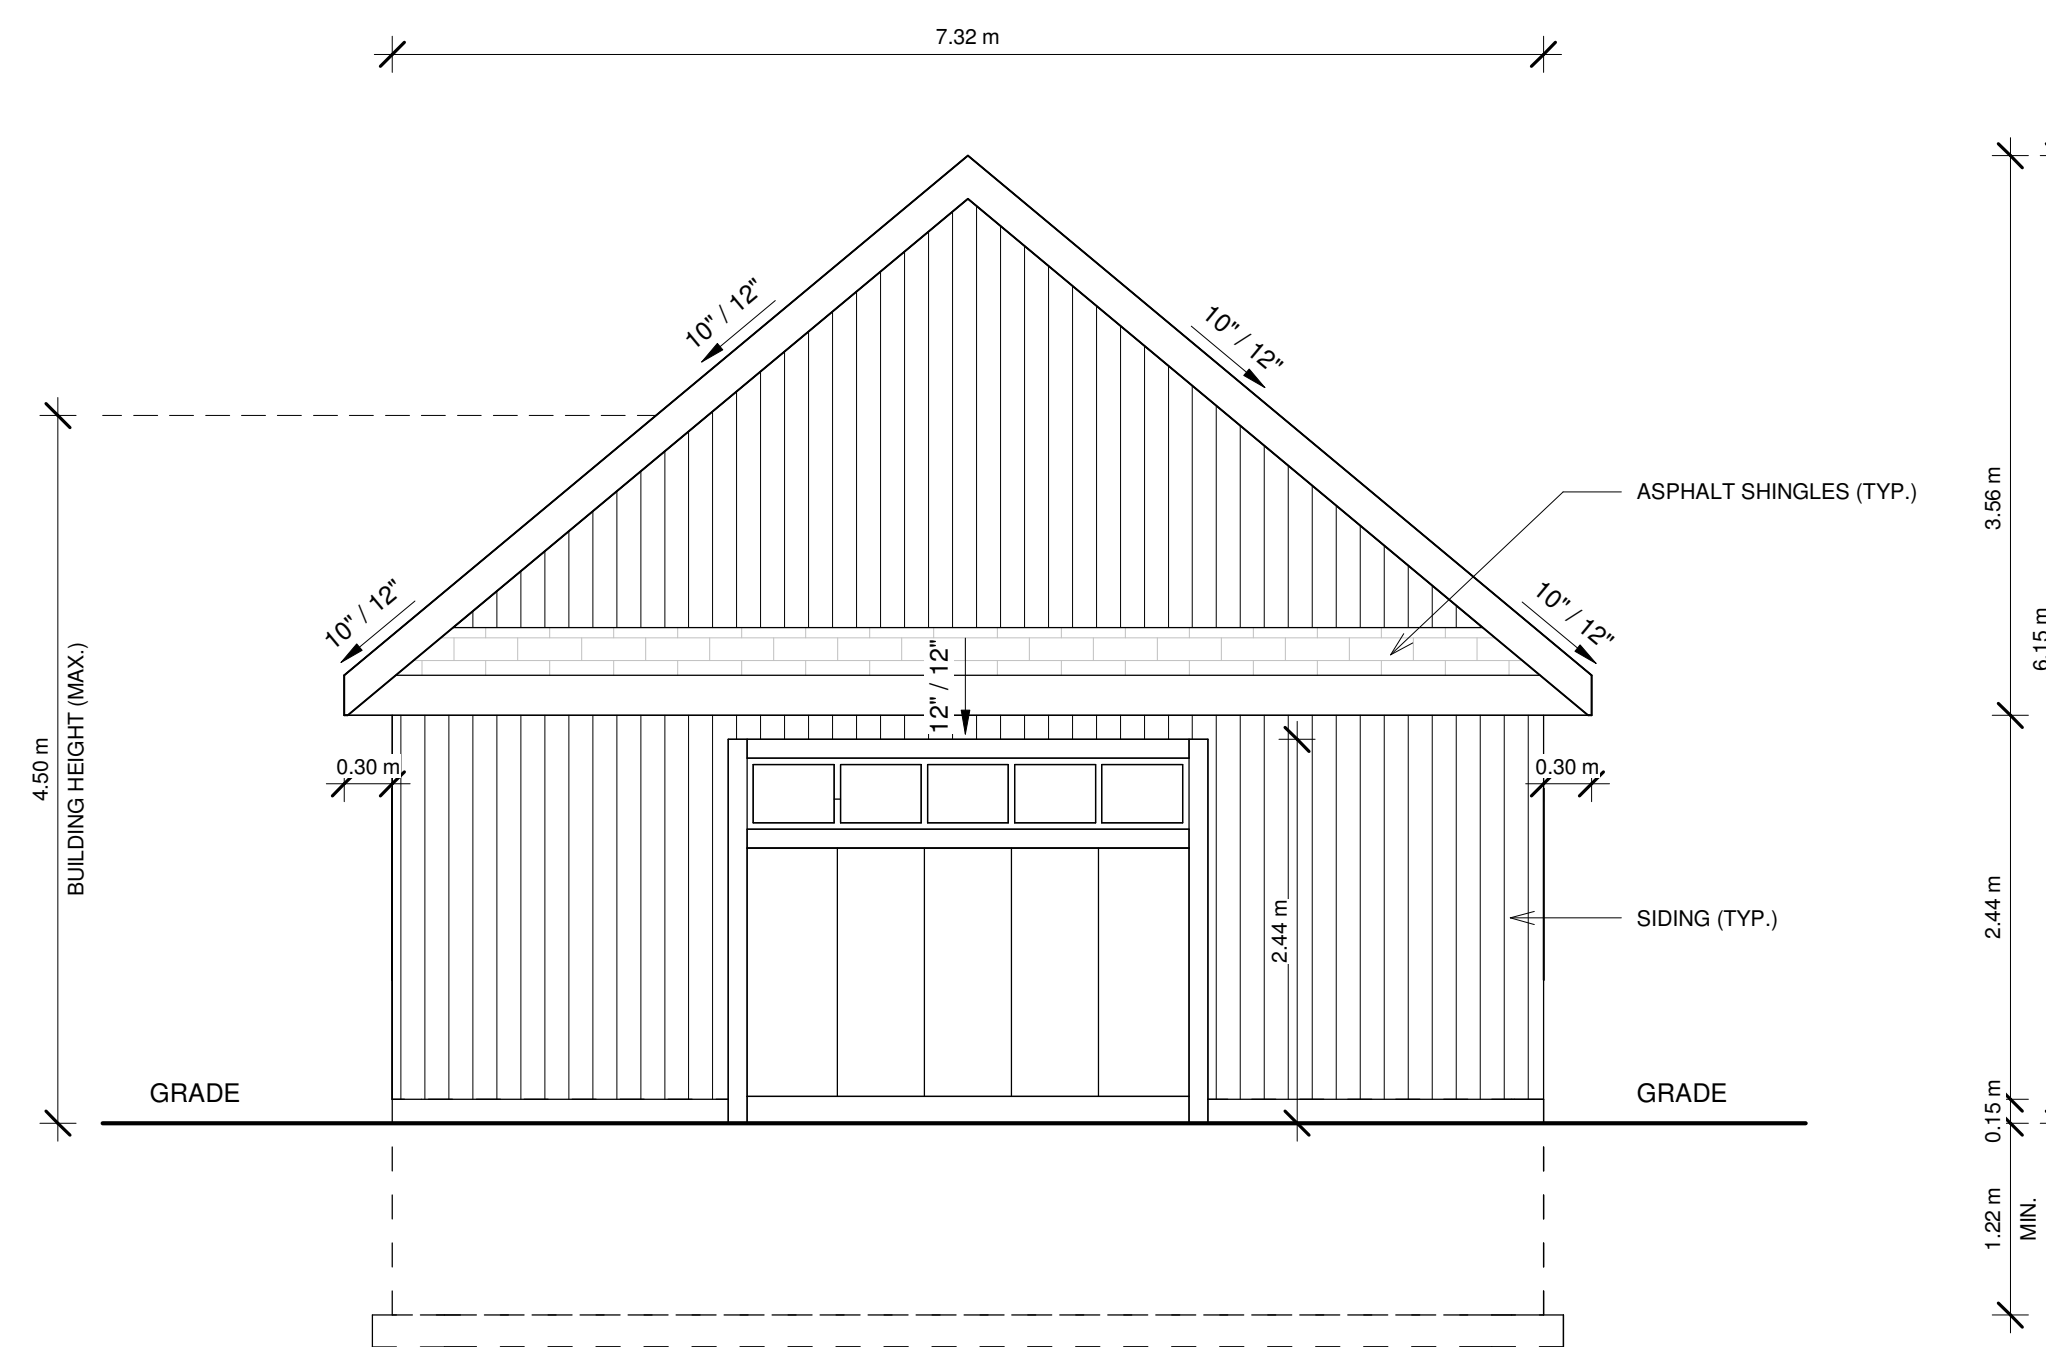 7.32 m
10" / 12"
10" / 12"
ASPHALT SHINGLES (TYP.)
3.56 m
10" / 12"
10" / 12"
6.15 m
12" / 12"
4.50 m
BUILDING HEIGHT (MAX.)
0.30 m
0.30 m
2.44 m
SIDING (TYP.)
2.44 m
GRADE
GRADE
0.15 m
1.22 m
MIN.